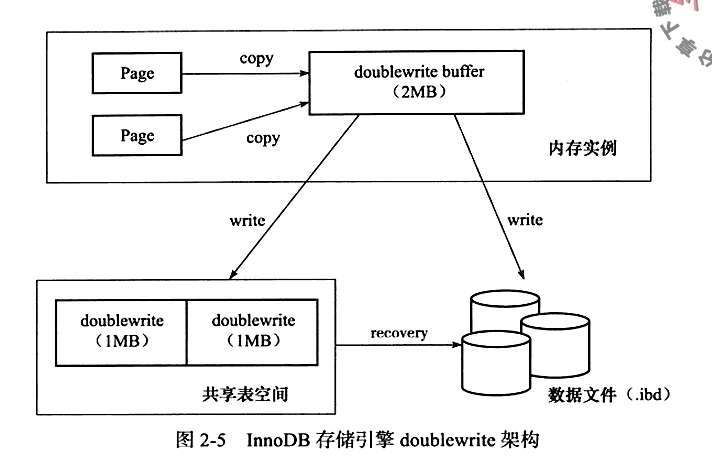 Page
copy
doublewrite buffer
（2MB）
Page
copy
内存实例
write
write
doublewrite
（1MB）
doublewrite
（1MB）
recovery
共享表空间
数据文件（.ibd）
图 2-5 InnoDB 存储引擎 doublewrite 架构